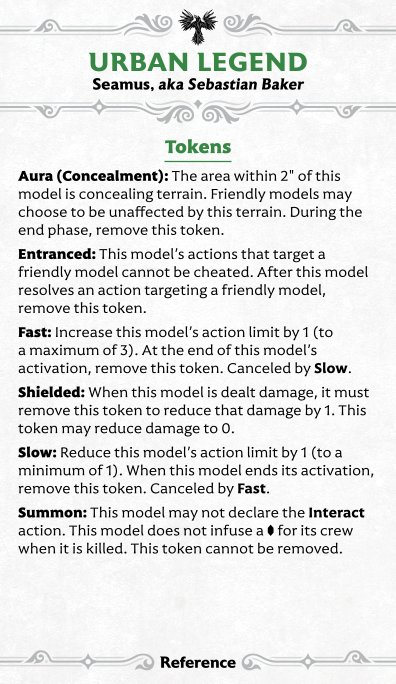 URBAN LEGEND
Seamus, aka Sebastian Baker
Tokens
Aura (Concealment): The area within 2" of this
model is concealing terrain. Friendly models may
choose to be unaffected by this terrain. During the
end phase, remove this token.
Entranced: This model's actions that target a
friendly model cannot be cheated. After this model
resolves an action targeting a friendly model,
remove this token.
Fast: Increase this model's action limit by 1 (to
a maximum of 3). At the end of this model's
activation, remove this token. Canceled by Slow.
Shielded: When this model is dealt damage, it must
remove this token to reduce that damage by 1. This
token may reduce damage to 0.
Slow: Reduce this model's action limit by 1 (to a
minimum of 1). When this model ends its activation,
remove this token. Canceled by Fast.
Summon: This model may not declare the Interact
action. This model does not infuse a for its crew
when it is killed. This token cannot be removed.
Reference